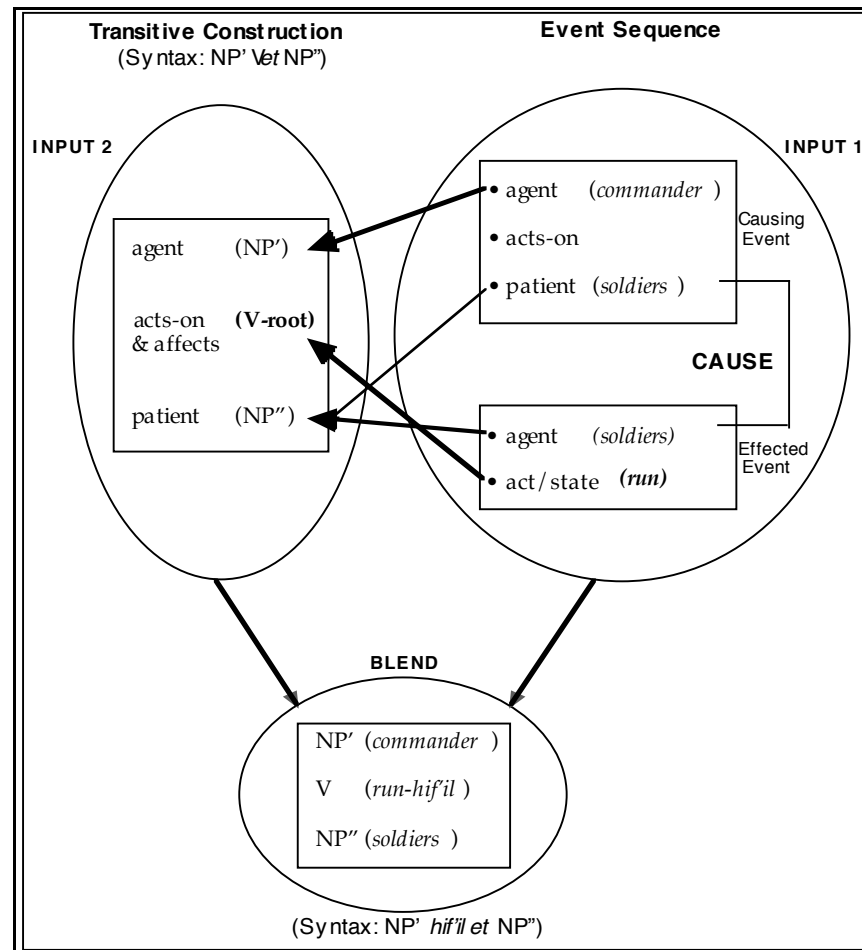 Transitive Construction
(Syntax: NP' Vet NP")
Event Sequence
INPUT 2
INPUT 1
agent (NP')
acts-on (V-root)
& affects
patient (NP")
• agent (commander )
• acts-on
• patient (soldiers )
Causing
Event
CAUSE
• agent (soldiers)
• act/state (run)
Effected
Event
BLEND
NP' (commander )
V (run-hif'il )
NP" (soldiers )
(Syntax: NP' hif'il et NP")